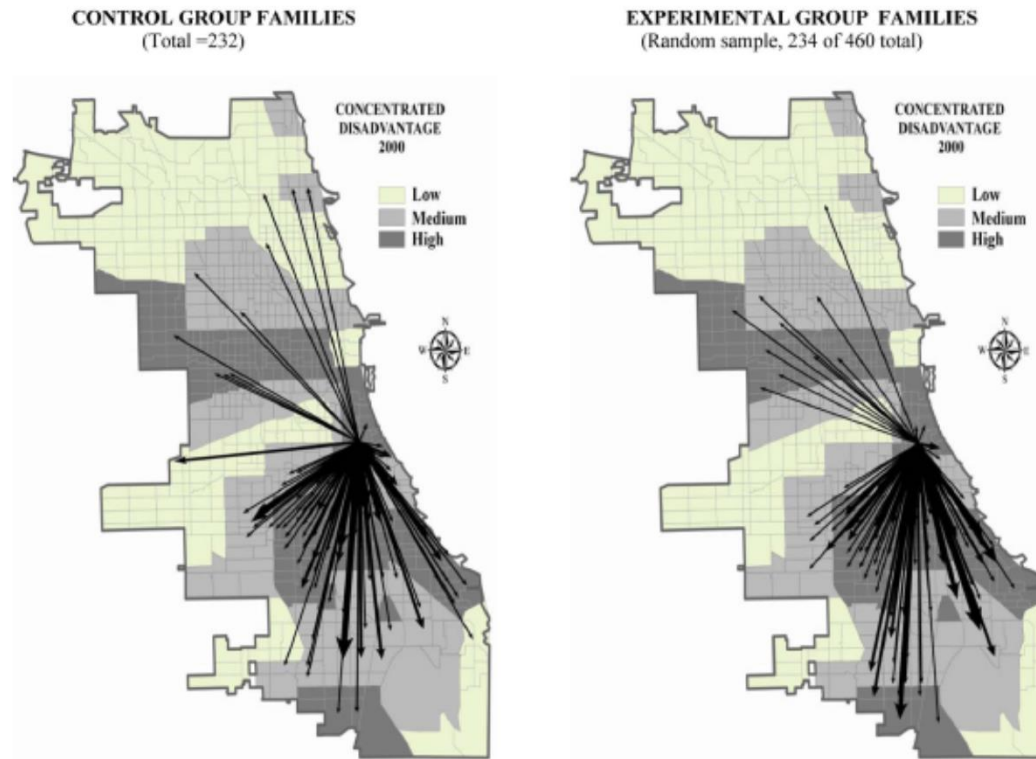 CONTROL GROUP FAMILIES
(Total =232)
CONCENTRATED
DISADVANTAGE
2000
Low
Medium
High
N
W
E
S
EXPERIMENTAL GROUP FAMILIES
(Random sample, 234 of 460 total)
CONCENTRATED
DISADVANTAGE
2000
Low
Medium
High
N
W
E
S